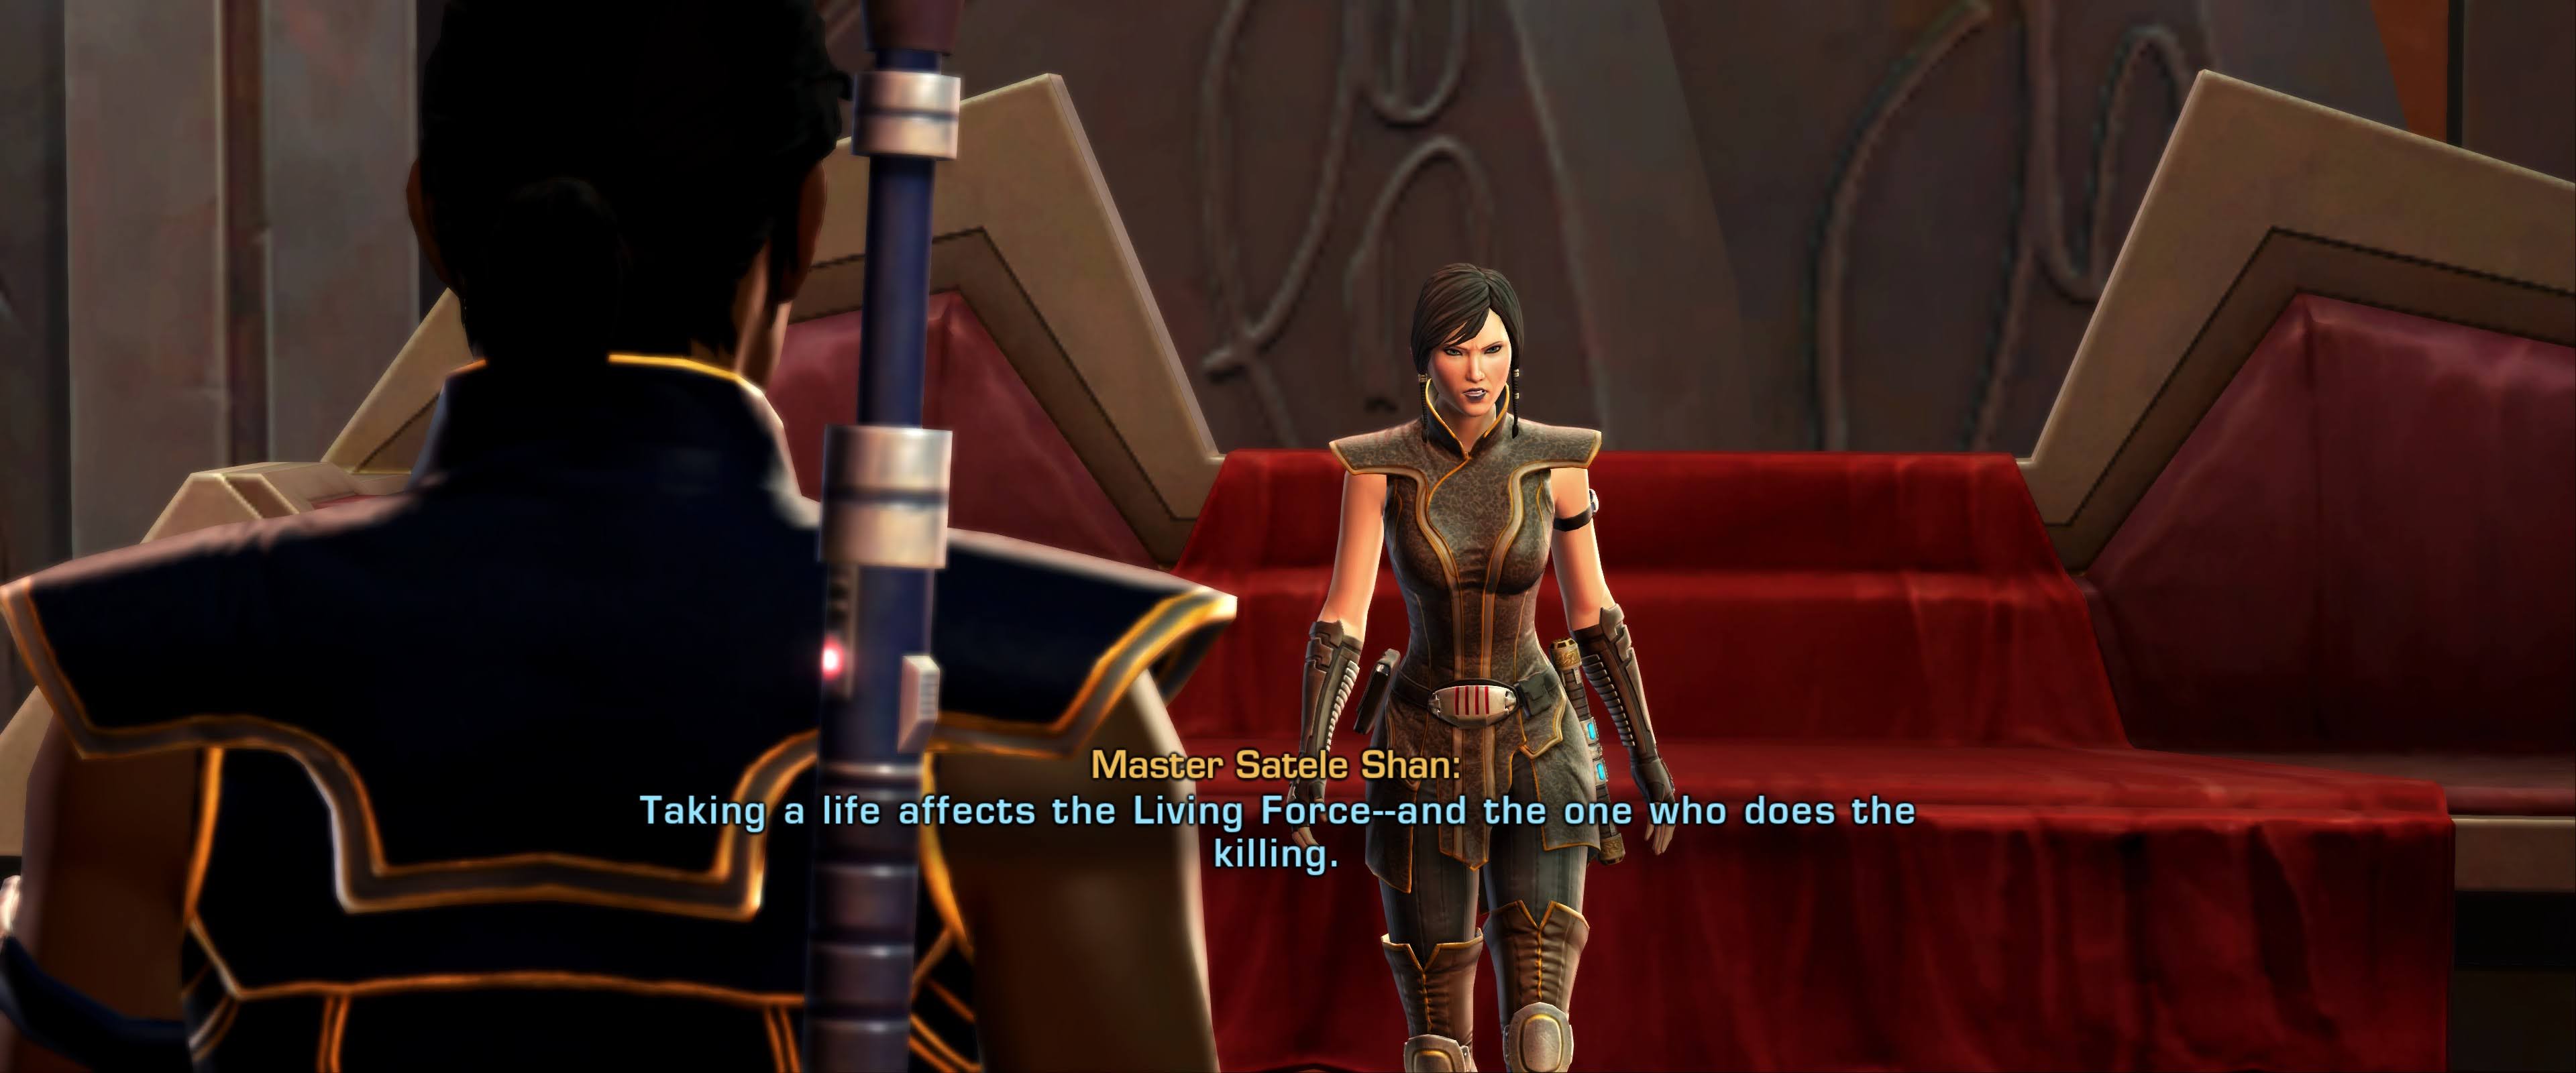 Master Satele Shan:
Taking a life affects the Living Force--and the one who does the
killing.